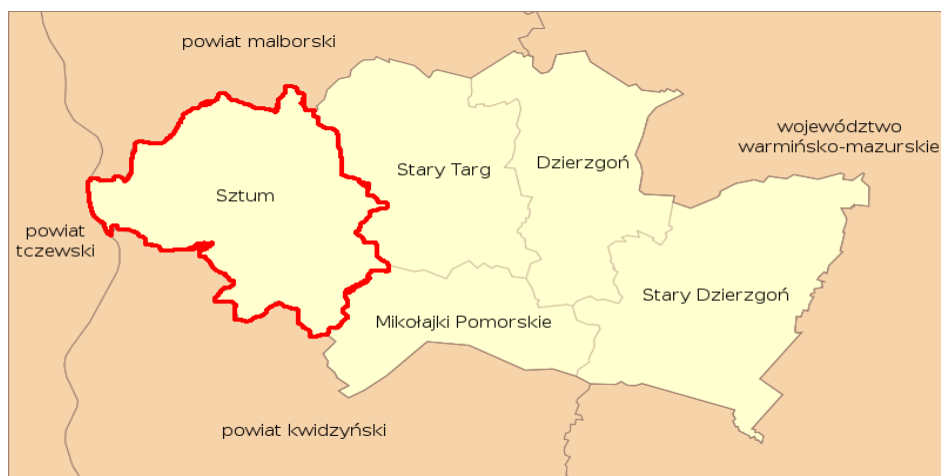 powiat malborski
województwo
warmińsko-mazurskie
Stary Targ
Dzierzgoń
Sztum
powiat
tczewski
Stary Dzierzgoń
Mikołajki Pomorskie
powiat kwidzyński